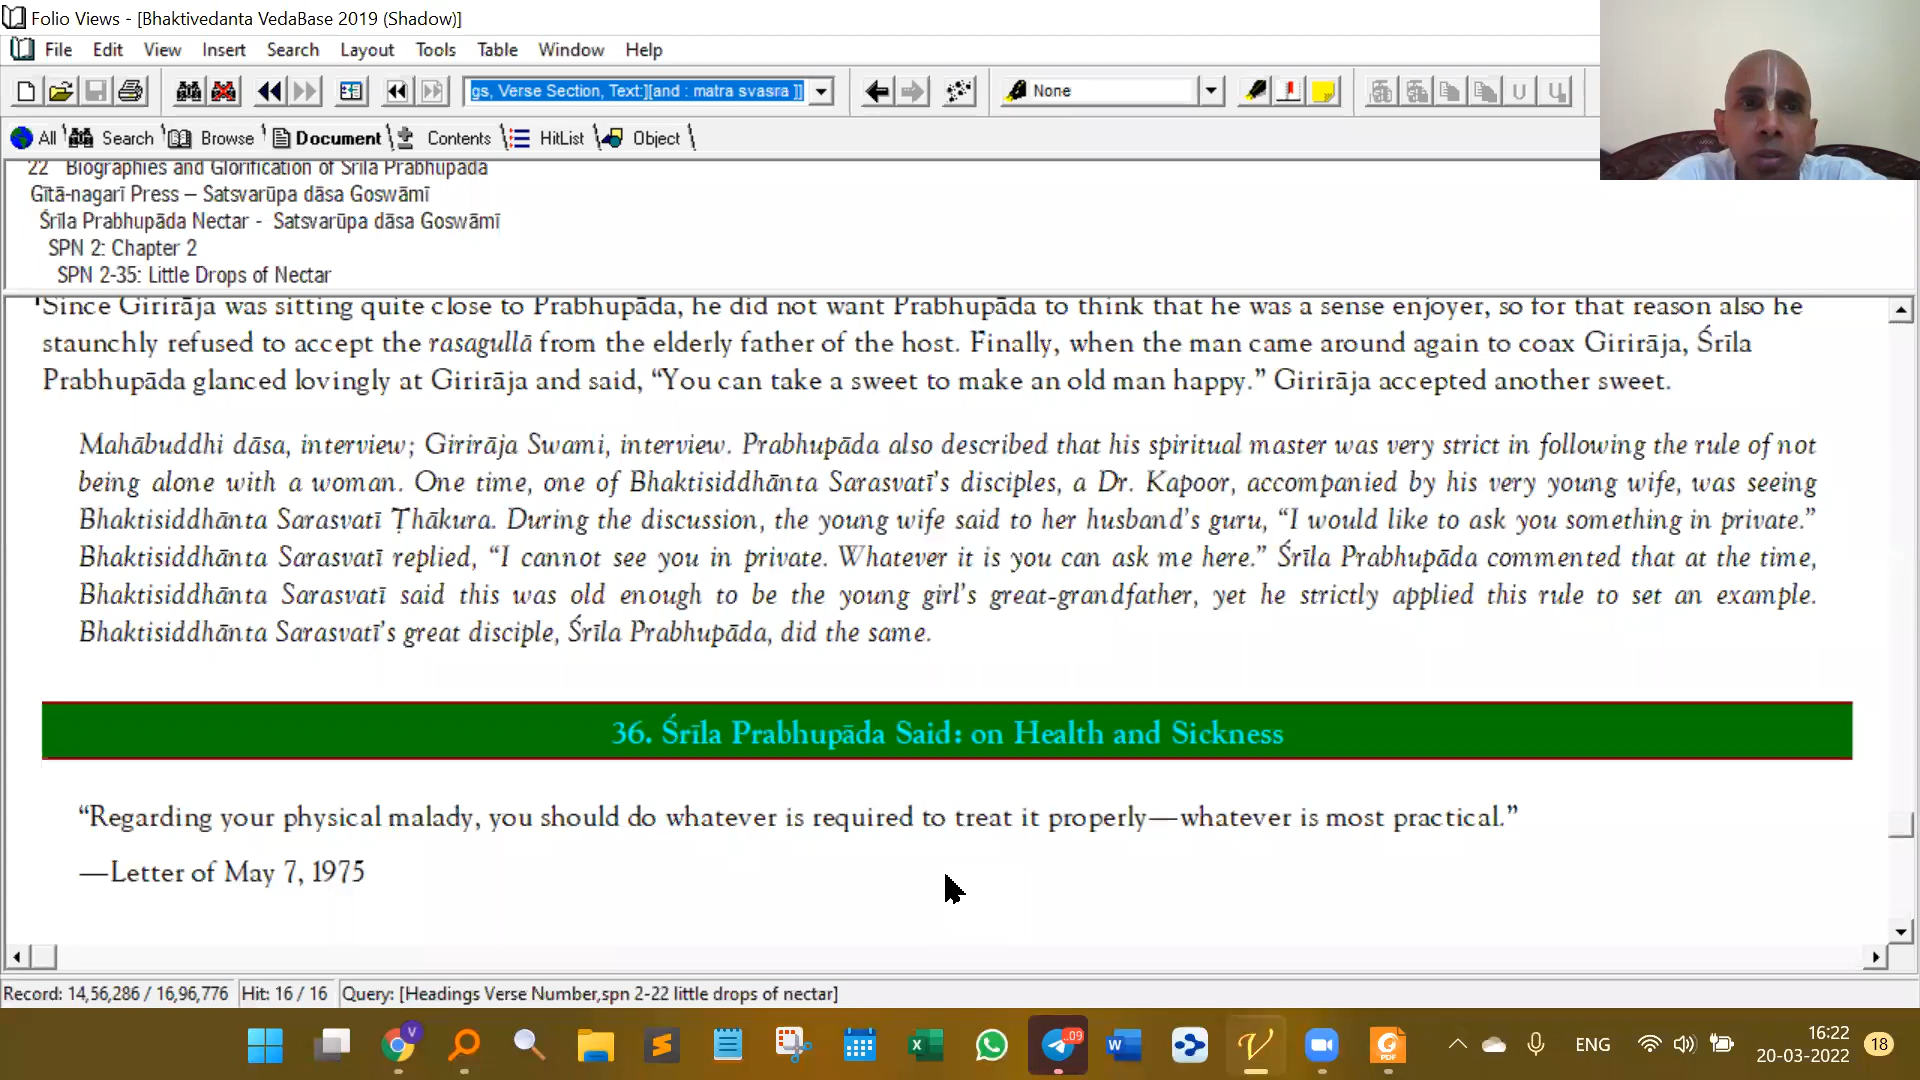 Folio Views - [Bhaktivedanta VedaBase 2019 (Shadow)]
File Edit View Insert Search Layout Tools Table Window Help
gs, Verse Section, Text:][and : matra svasra ]] None
All Search Browse Document Contents HitList Object
22 Biographies and Glorification of Śrīla Prabhupāda
Gītā-nagarī Press – Satsvarūpa dāsa Goswāmī
Śrīla Prabhupāda Nectar - Satsvarūpa dāsa Goswāmī
SPN 2: Chapter 2
SPN 2-35: Little Drops of Nectar
Since Girirāja was sitting quite close to Prabhupāda, he did not want Prabhupāda to think that he was a sense enjoyer, so for that reason also he
staunchly refused to accept the rasagullā from the elderly father of the host. Finally, when the man came around again to coax Girirāja, Śrīla
Prabhupāda glanced lovingly at Girirāja and said, “You can take a sweet to make an old man happy.” Girirāja accepted another sweet.
Mahābuddhi dāsa, interview; Girirāja Swami, interview. Prabhupāda also described that his spiritual master was very strict in following the rule of not
being alone with a woman. One time, one of Bhaktisiddhānta Sarasvatī’s disciples, a Dr. Kapoor, accompanied by his very young wife, was seeing
Bhaktisiddhānta Sarasvatī Ṭhākura. During the discussion, the young wife said to her husband’s guru, “I would like to ask you something in private.”
Bhaktisiddhānta Sarasvatī replied, “I cannot see you in private. Whatever it is you can ask me here.” Śrīla Prabhupāda commented that at the time,
Bhaktisiddhānta Sarasvatī said this was old enough to be the young girl’s great-grandfather, yet he strictly applied this rule to set an example.
Bhaktisiddhānta Sarasvatī’s great disciple, Śrīla Prabhupāda, did the same.
36. Śrīla Prabhupāda Said: on Health and Sickness
“Regarding your physical malady, you should do whatever is required to treat it properly—whatever is most practical.”
—Letter of May 7, 1975
Record: 14,56,286 / 16,96,776 Hit: 16 / 16 Query: [Headings Verse Number,spn 2-22 little drops of nectar]
V ..09 ENG 16:22 18
20-03-2022